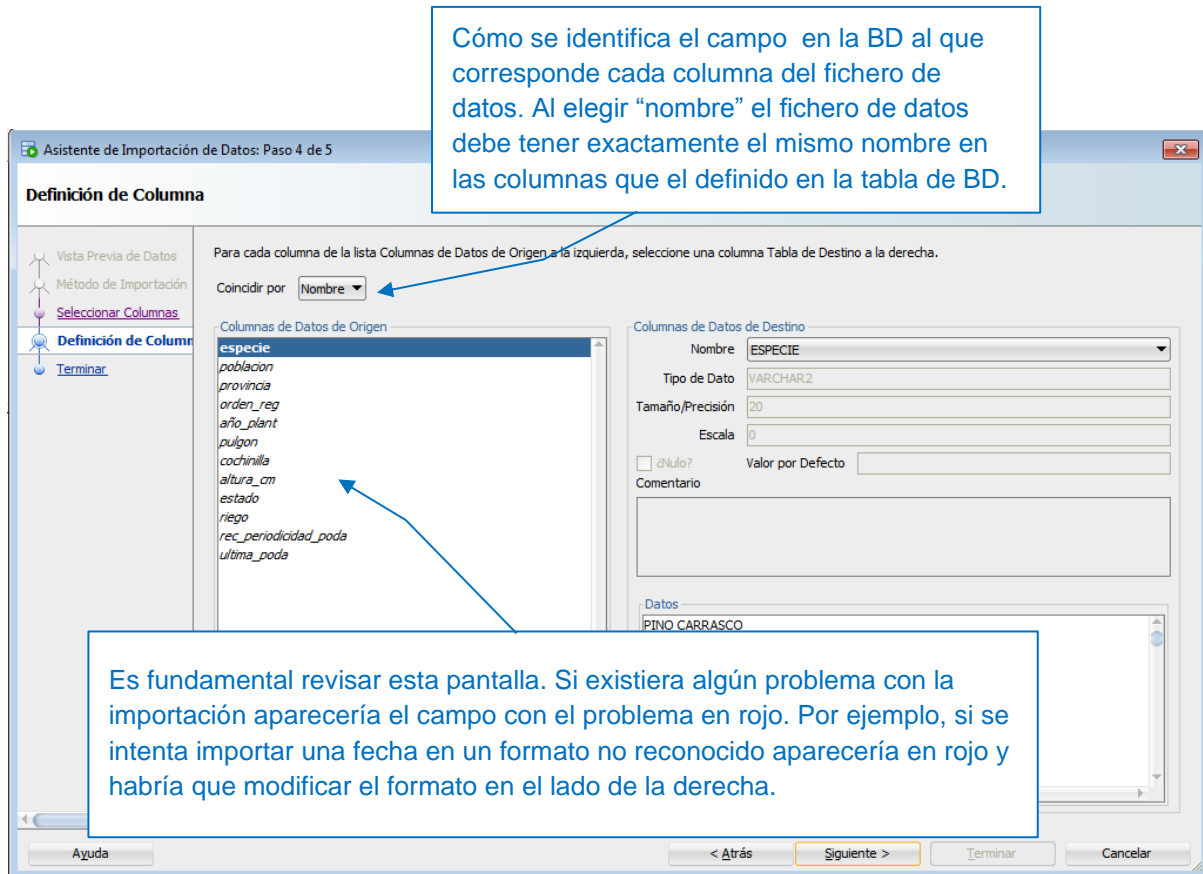 Cómo se identifica el campo en la BD al que
corresponde cada columna del fichero de
datos. Al elegir “nombre” el fichero de datos
debe tener exactamente el mismo nombre en
las columnas que el definido en la tabla de BD.
Asistente de Importación de Datos: Paso 4 de 5
Definición de Columna
Vista Previa de Datos
Método de Importación
Seleccionar Columnas
Definición de Column
Terminar
Para cada columna de la lista Columnas de Datos de Origen a la izquierda, seleccione una columna Tabla de Destino a la derecha.
Coincidir por Nombre
Columnas de Datos de Origen
especie
poblacion
provincia
orden_reg
año_plant
pulgon
cochinilla
altura_cm
estado
riego
rec_periodicidad_poda
ultima_poda
Columnas de Datos de Destino
Nombre ESPECIE
Tipo de Dato VARCHAR2
Tamaño/Precisión 20
Escala 0
¿Nulo? Valor por Defecto
Comentario
Datos
PINO CARRASCO
Es fundamental revisar esta pantalla. Si existiera algún problema con la
importación aparecería el campo con el problema en rojo. Por ejemplo, si se
intenta importar una fecha en un formato no reconocido aparecería en rojo y
habría que modificar el formato en el lado de la derecha.
Ayuda
< Atrás
Siguiente >
Terminar
Cancelar